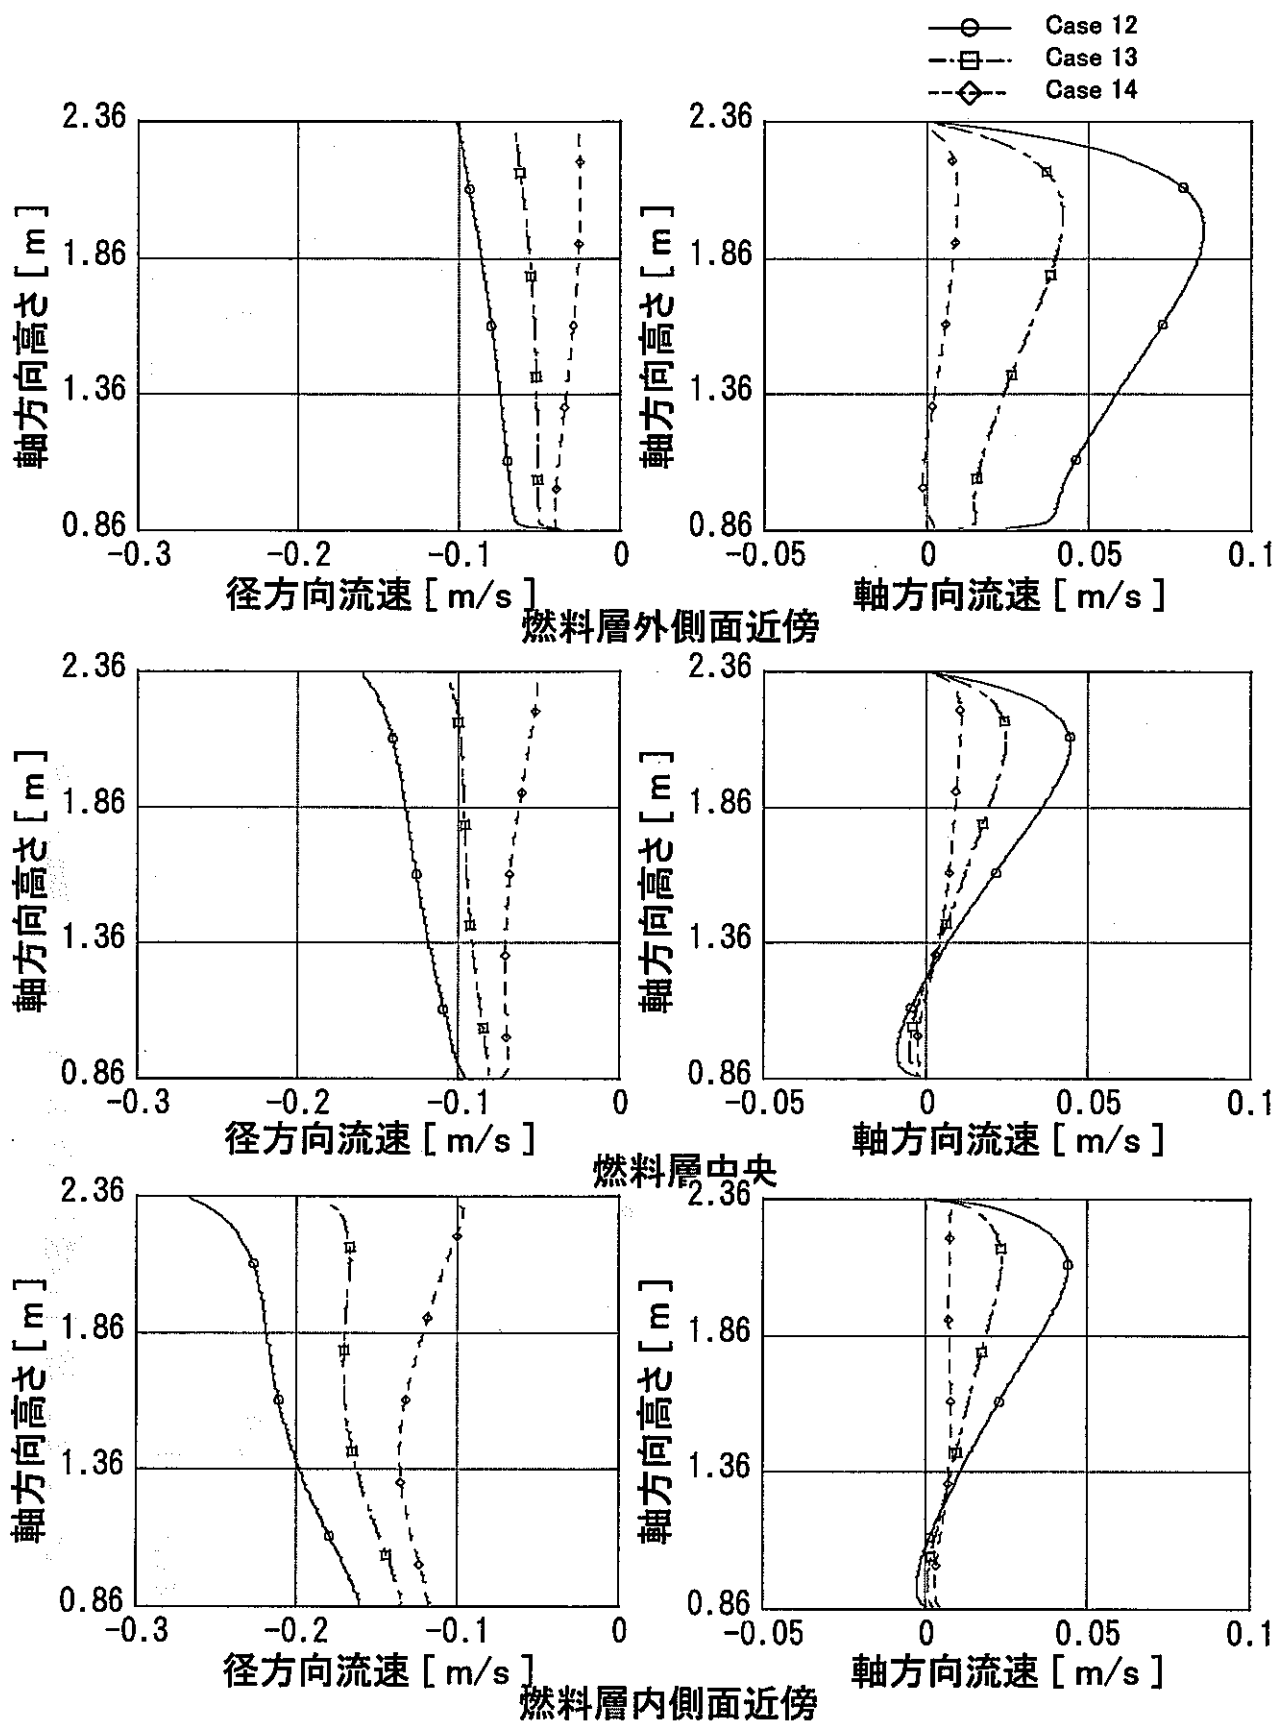 Case 12
Case 13
Case 14
2.36
1.86
1.36
0.86
軸方向高さ [ m ]
-0.3
-0.2
-0.1
0
径方向流速 [ m/s ]
2.36
1.86
1.36
0.86
軸方向高さ [ m ]
-0.05
0
0.05
0.1
軸方向流速 [ m/s ]
燃料層外側面近傍
2.36
1.86
1.36
0.86
軸方向高さ [ m ]
-0.3
-0.2
-0.1
0
径方向流速 [ m/s ]
2.36
1.86
1.36
0.86
軸方向高さ [ m ]
-0.05
0
0.05
0.1
軸方向流速 [ m/s ]
燃料層中央
2.36
1.86
1.36
0.86
軸方向高さ [ m ]
-0.3
-0.2
-0.1
0
径方向流速 [ m/s ]
2.36
1.86
1.36
0.86
軸方向高さ [ m ]
-0.05
0
0.05
0.1
軸方向流速 [ m/s ]
燃料層内側面近傍